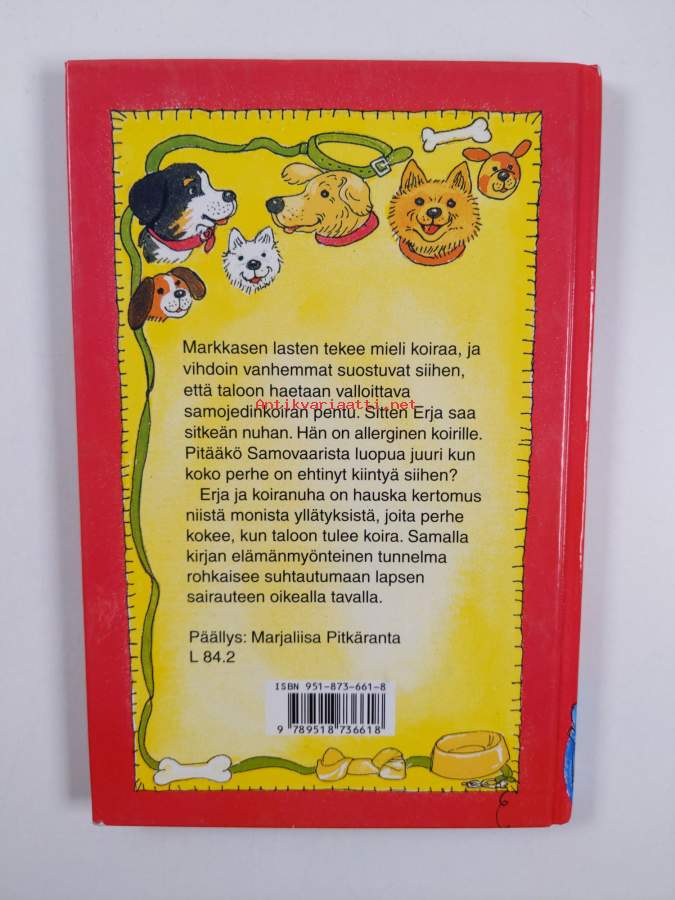 Markkasen lasten tekee mieli koiraa, ja
vihdoin vanhemmat suostuvat siihen,
että taloon haetaan valloittava
samojedinkoiran pentu. Sitten Erja saa
Antikvariaatti.net
sitkeän nuhan. Hän on allerginen koirille.
Pitääkö Samovaarista luopua juuri kun
koko perhe on ehtinyt kiintyä siihen?
Erja ja koiranuha on hauska kertomus
niistä monista yllätyksistä, joita perhe
kokee, kun taloon tulee koira. Samalla
kirjan elämänmyönteinen tunnelma
rohkaisee suhtautumaan lapsen
sairauteen oikealla tavalla.
Päällys: Marjaliisa Pitkäranta
L 84.2
ISBN 951-873-661-8
9 789518 736618